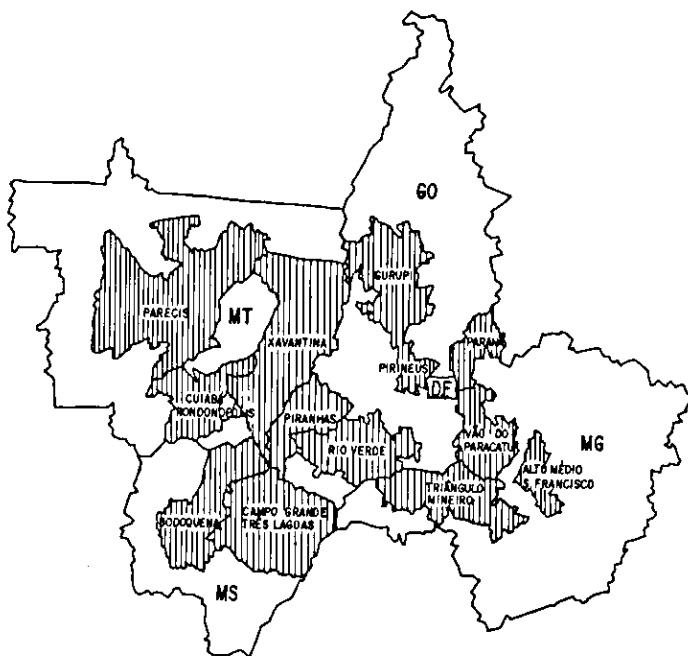 GO
GURUPI
PARECIS
MT
XAVANTINA
PARANÃ
PIRINEUS
DF
CUIABÁ
RONDONÓPOLIS
PIRANHAS
RIO VERDE
VÃO DO
PARACATU
MG
ALTO MÉDIO
S. FRANCISCO
TRIÂNGULO
MINEIRO
BODOQUENA
CAMPO GRANDE
TRÊS LAGOAS
MS